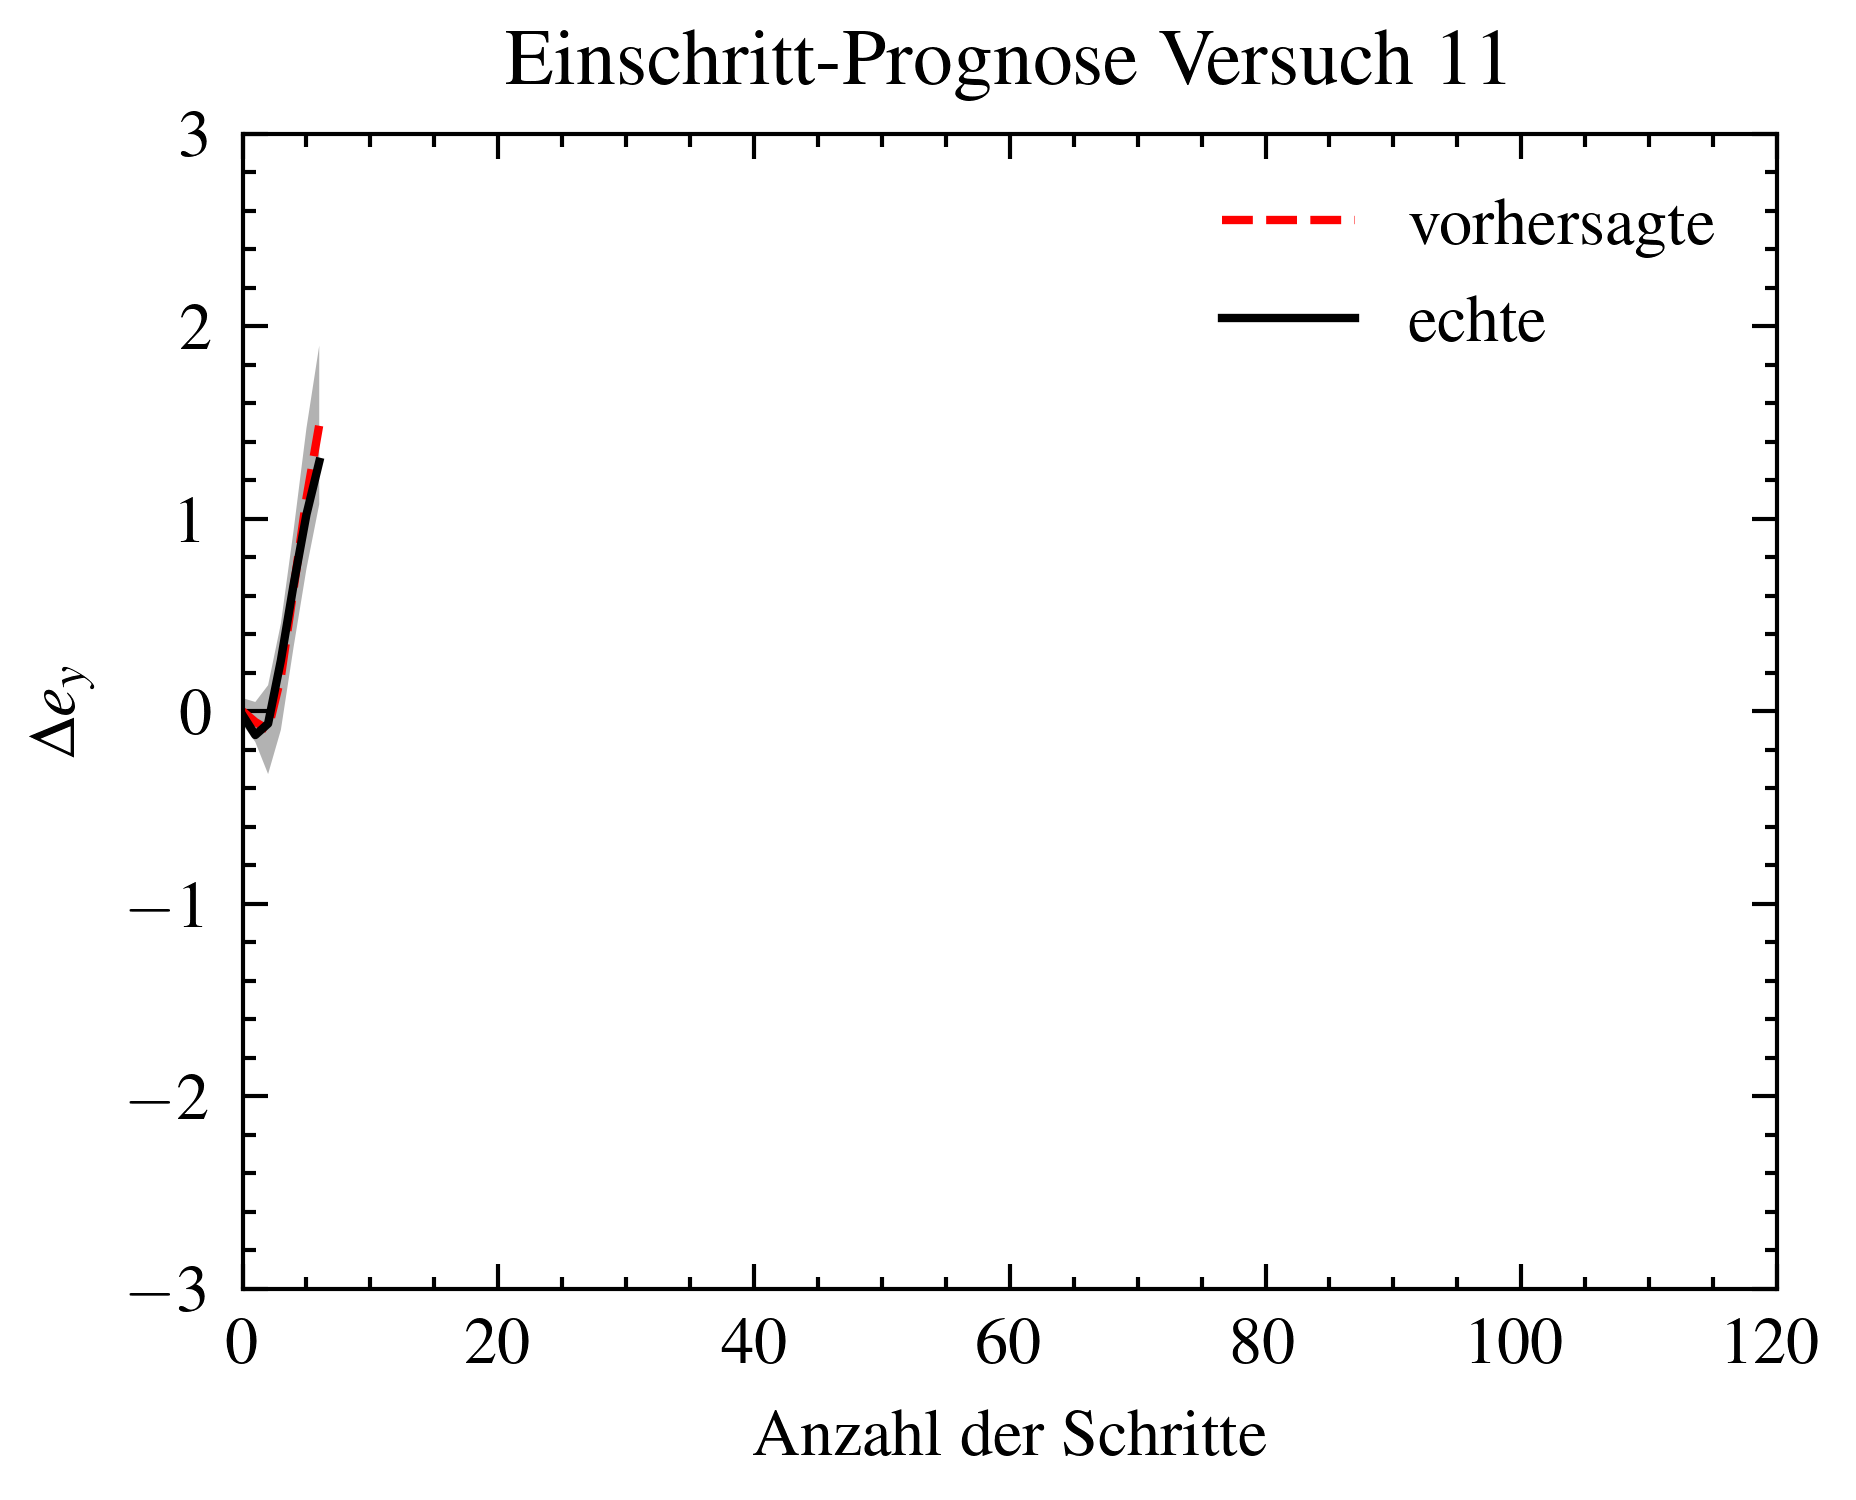 Einschritt-Prognose Versuch 11
3
2
1
0
−1
−2
−3
Δe_y
vorhersagte
echte
0 20 40 60 80 100 120
Anzahl der Schritte